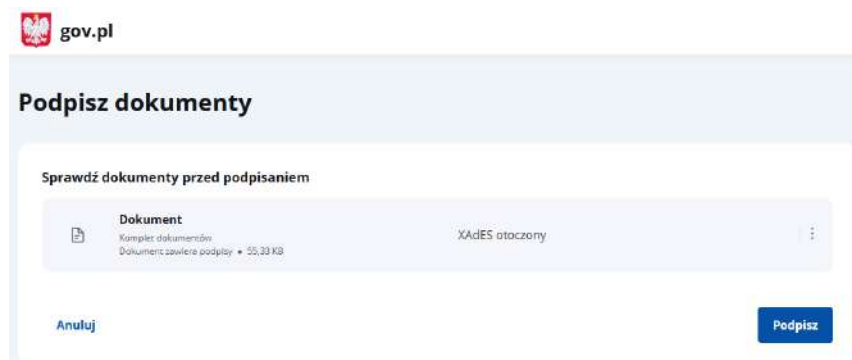 gov.pl
Podpisz dokumenty
Sprawdź dokumenty przed podpisaniem
Dokument
Komplet dokumentów
Dokument zawiera podpisy • 55,33 KB
XAdES otoczony
Anuluj
Podpisz